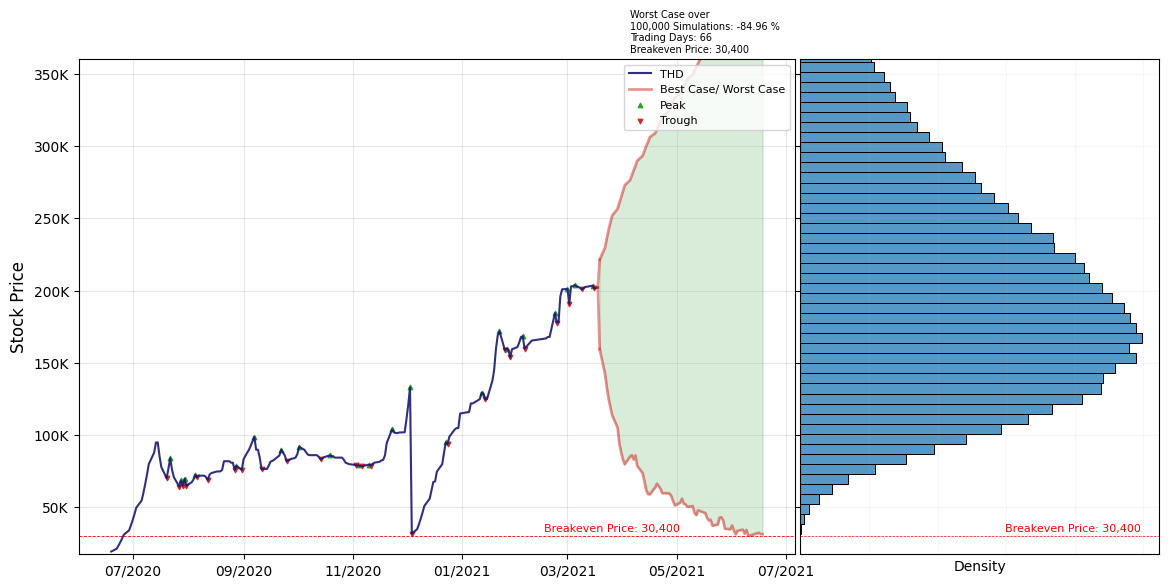 Worst Case over
100,000 Simulations: -84.96 %
Trading Days: 66
Breakeven Price: 30,400
THD
Best Case/ Worst Case
Peak
Trough
350K
300K
250K
200K
150K
100K
50K
Stock Price
Breakeven Price: 30,400
Breakeven Price: 30,400
07/2020
09/2020
11/2020
01/2021
03/2021
05/2021
07/2021
Density